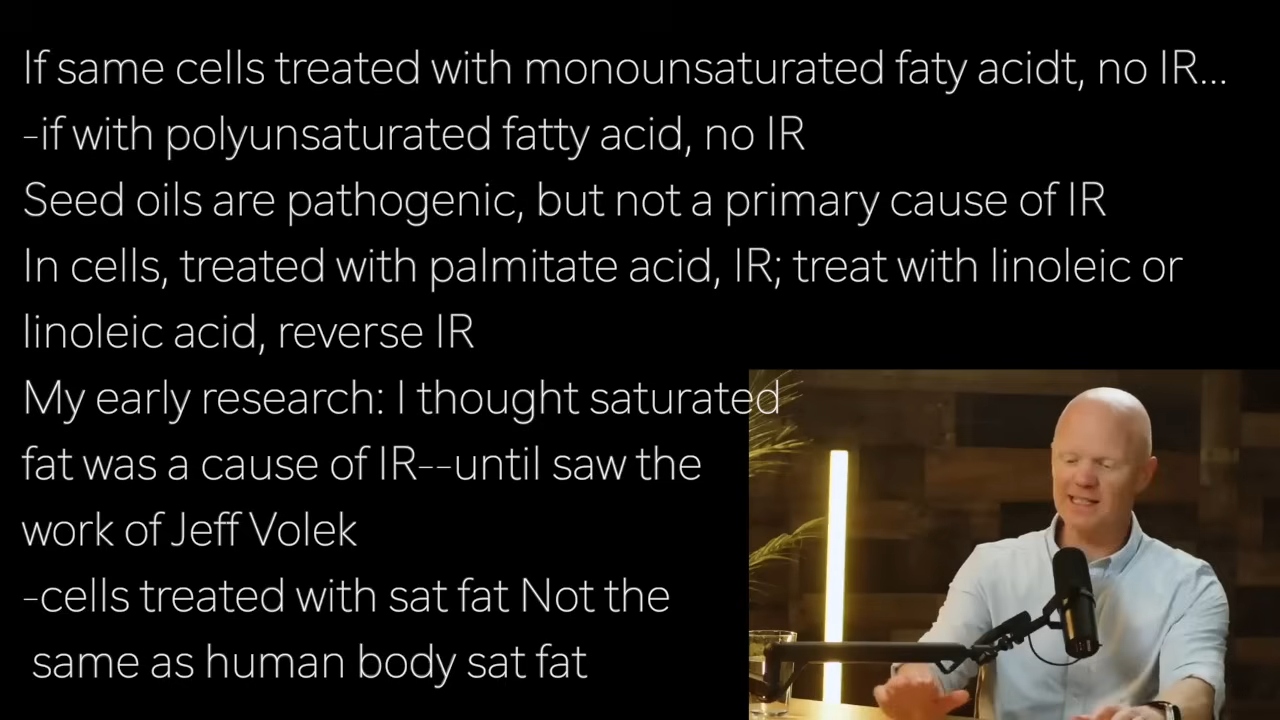 If same cells treated with monounsaturated faty acidt, no IR...
-if with polyunsaturated fatty acid, no IR
Seed oils are pathogenic, but not a primary cause of IR
In cells, treated with palmitate acid, IR; treat with linoleic or
linoleic acid, reverse IR
My early research: I thought saturated
fat was a cause of IR--until saw the
work of Jeff Volek
-cells treated with sat fat Not the
same as human body sat fat